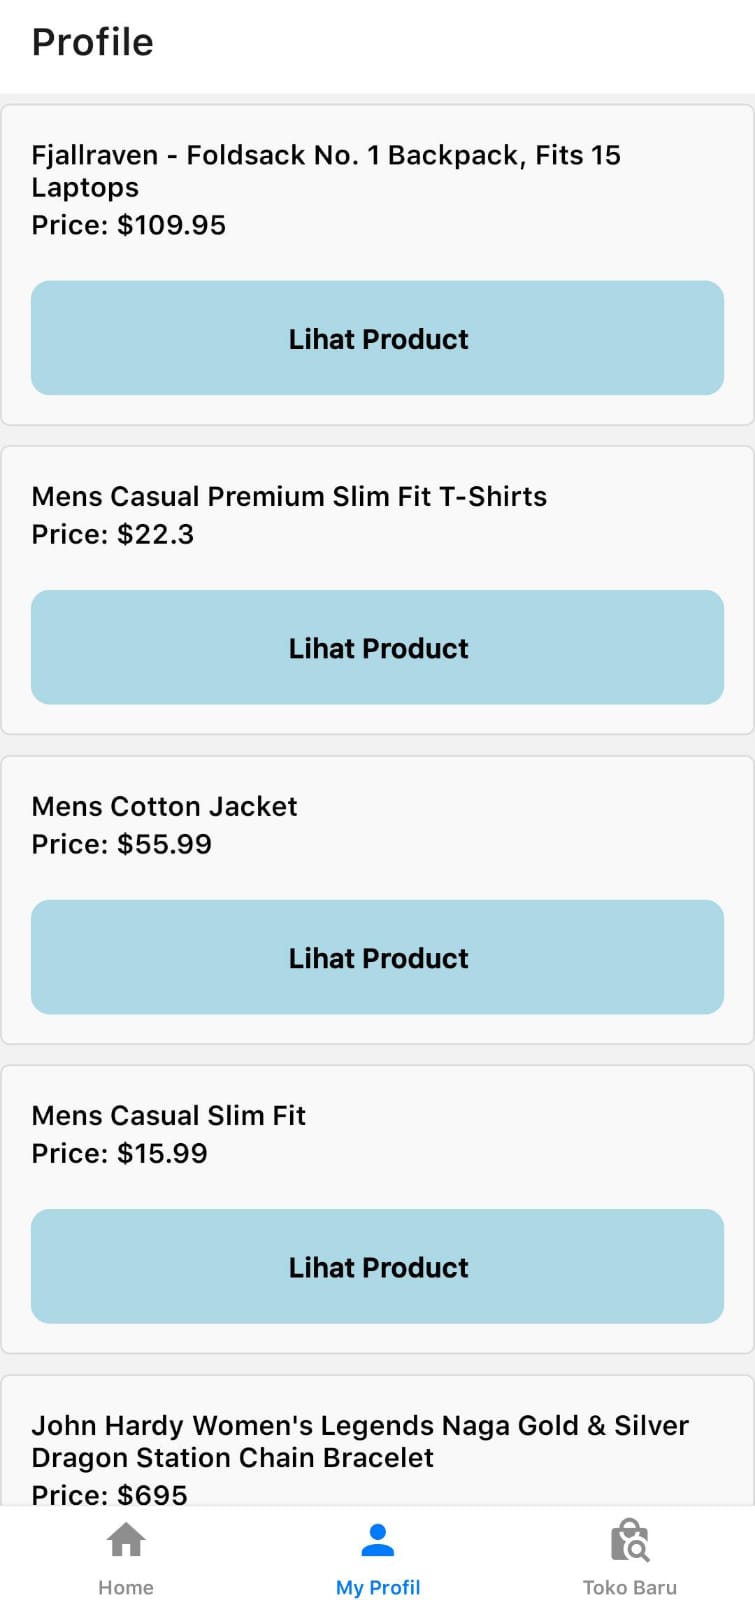 Profile
Fjallraven - Foldsack No. 1 Backpack, Fits 15
Laptops
Price: $109.95
Lihat Product
Mens Casual Premium Slim Fit T-Shirts
Price: $22.3
Lihat Product
Mens Cotton Jacket
Price: $55.99
Lihat Product
Mens Casual Slim Fit
Price: $15.99
Lihat Product
John Hardy Women's Legends Naga Gold & Silver
Dragon Station Chain Bracelet
Price: $695
Home
My Profil
Toko Baru